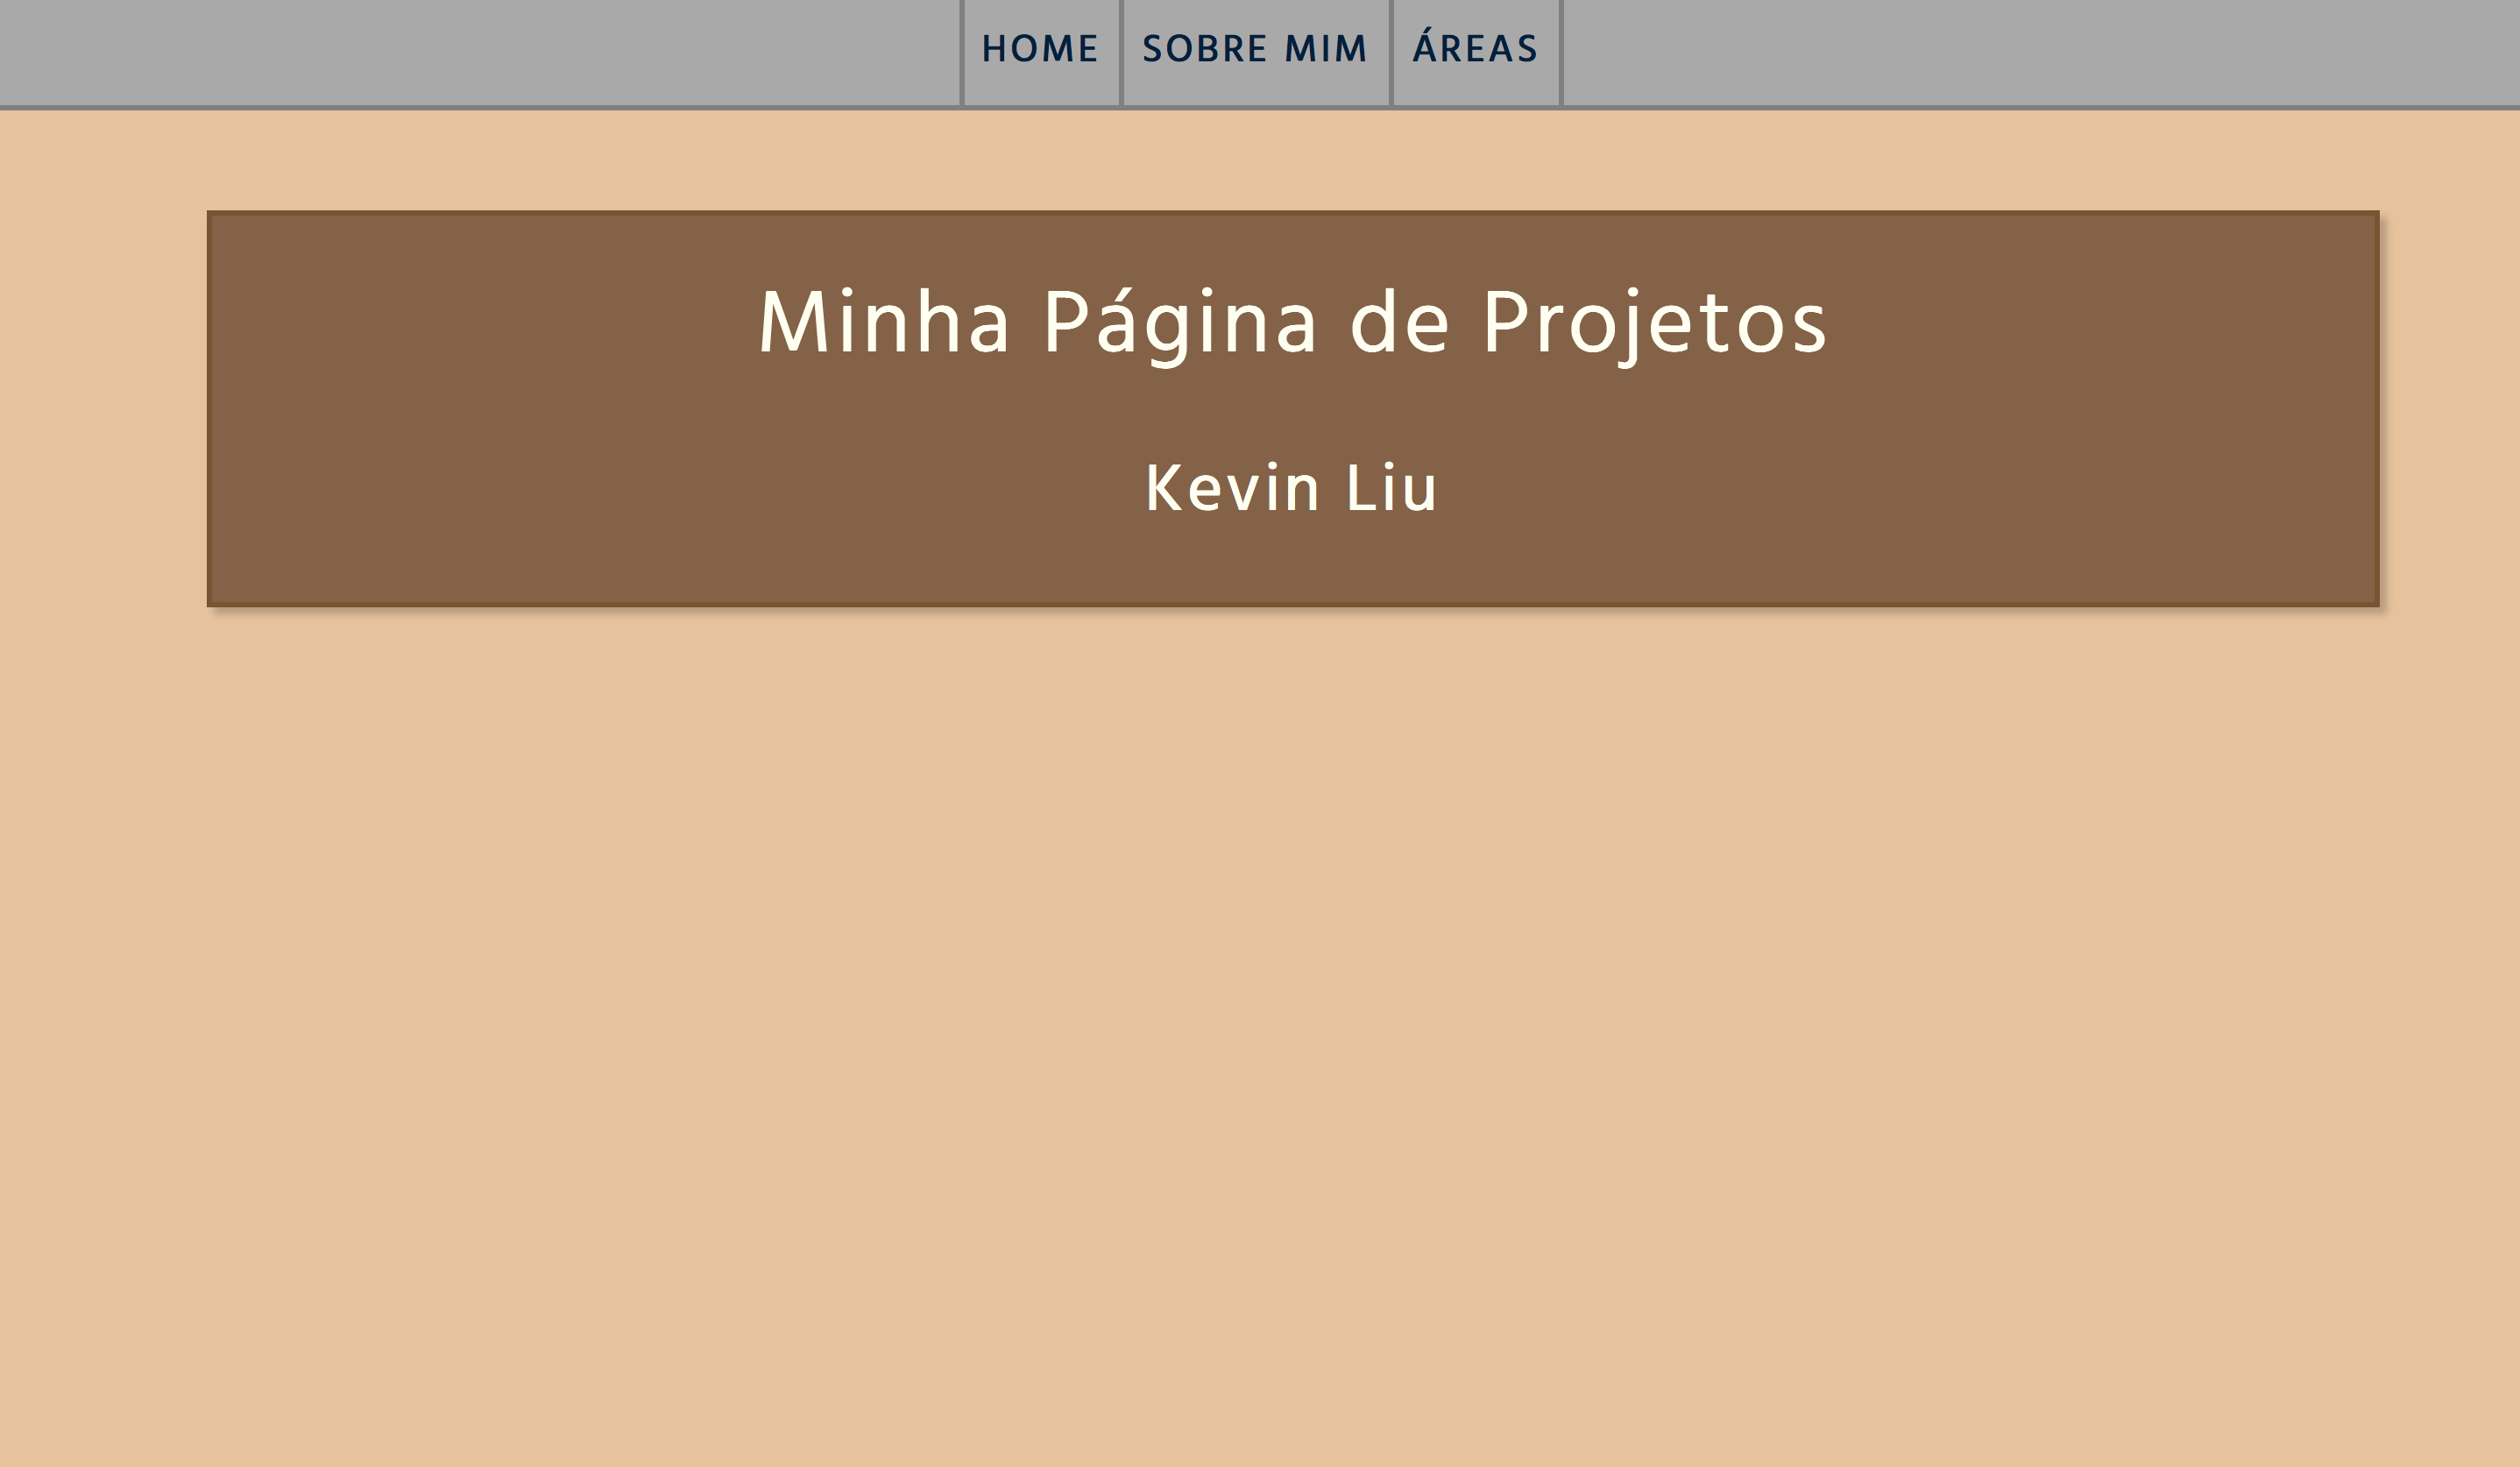 HOME SOBRE MIM ÁREAS
Minha Página de Projetos
Kevin Liu